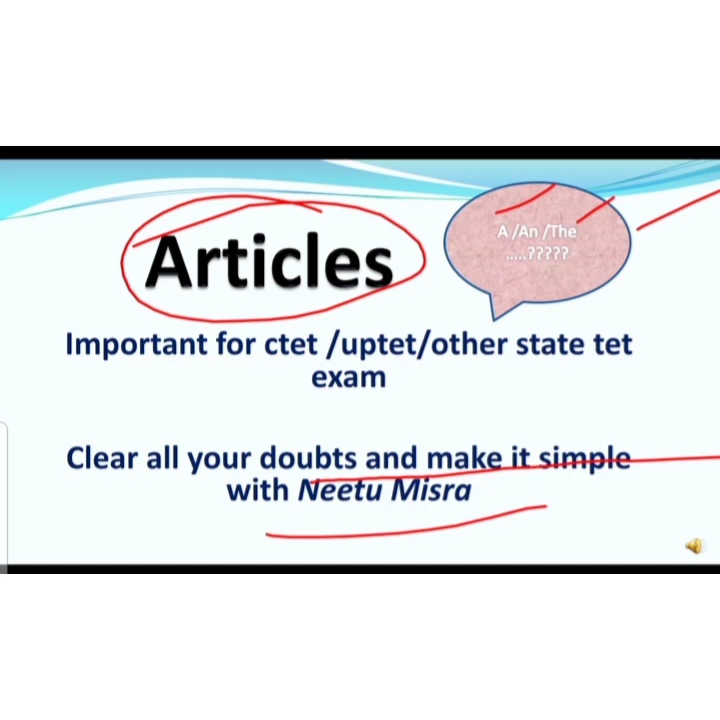 Articles
A /An /The
.....?????
Important for ctet /uptet/other state tet
exam
Clear all your doubts and make it simple
with Neetu Misra